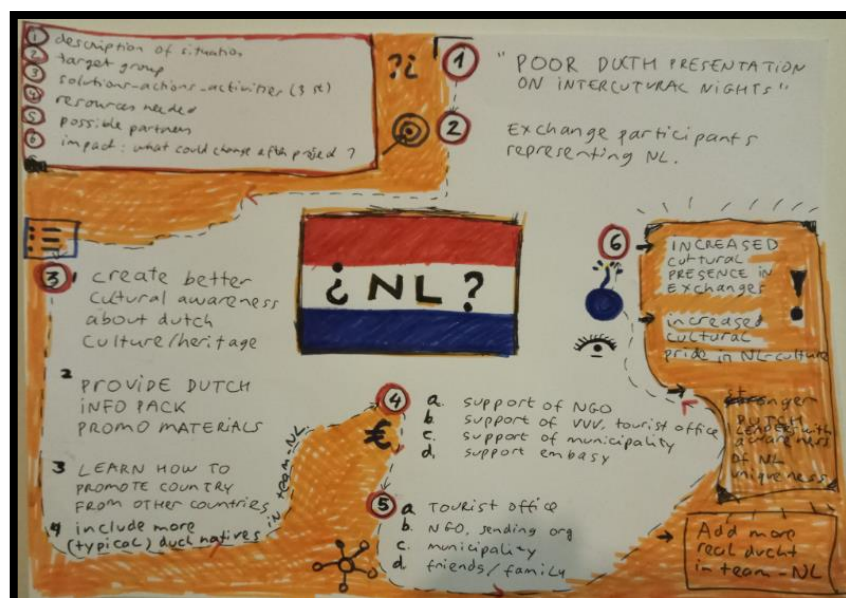 1 description of situation
2 target group
3 solutions-actions-activities (3 st)
4 resources needed
5 possible partners
6 impact: what could change after project ?
?¿
1
"POOR DUCTH PRESENTATION
ON INTERCUTURAL NIGHTS"
2
Exchange participants
representing NL.
¿ NL ?
3
1 create better
cultural awareness
about dutch
culture/heritage
2 PROVIDE DUTCH
INFO PACK
PROMO MATERIALS
3 LEARN HOW TO
PROMOTE COUNTRY
FROM OTHER COUNTRIES
4 include more
(typical) duch natives in team-NL.
4
€
a. support of NGO
b. support of VVV, tourist office
c. support of municipality
d. support embasy
5
a TOURIST OFFICE
b. NGO, sending org
c. municipality
d. friends/family
6
INCREASED
cultural
PRESENCE IN
Exchanges
!
increased
cultural
pride in NL-culture
stronger
DUTCH
awareness
OF NL
uniqueness
Add more
real ducht
in team-NL